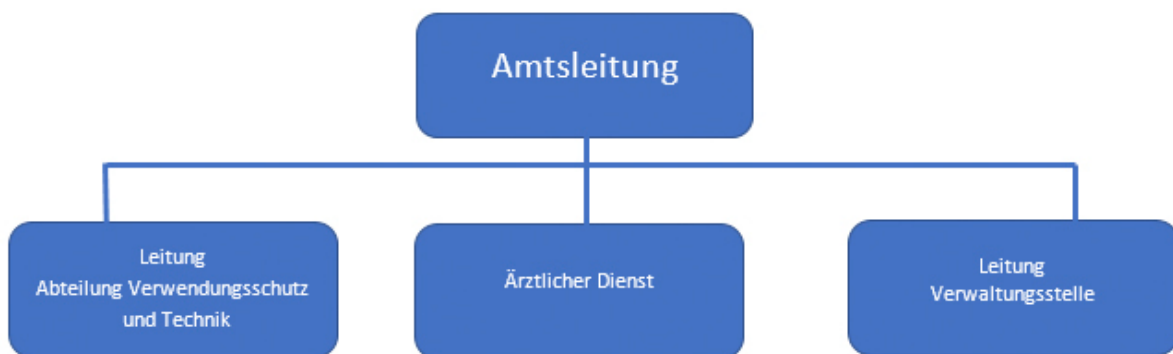 Amtsleitung
Leitung
Abteilung Verwendungsschutz
und Technik
Ärztlicher Dienst
Leitung
Verwaltungsstelle